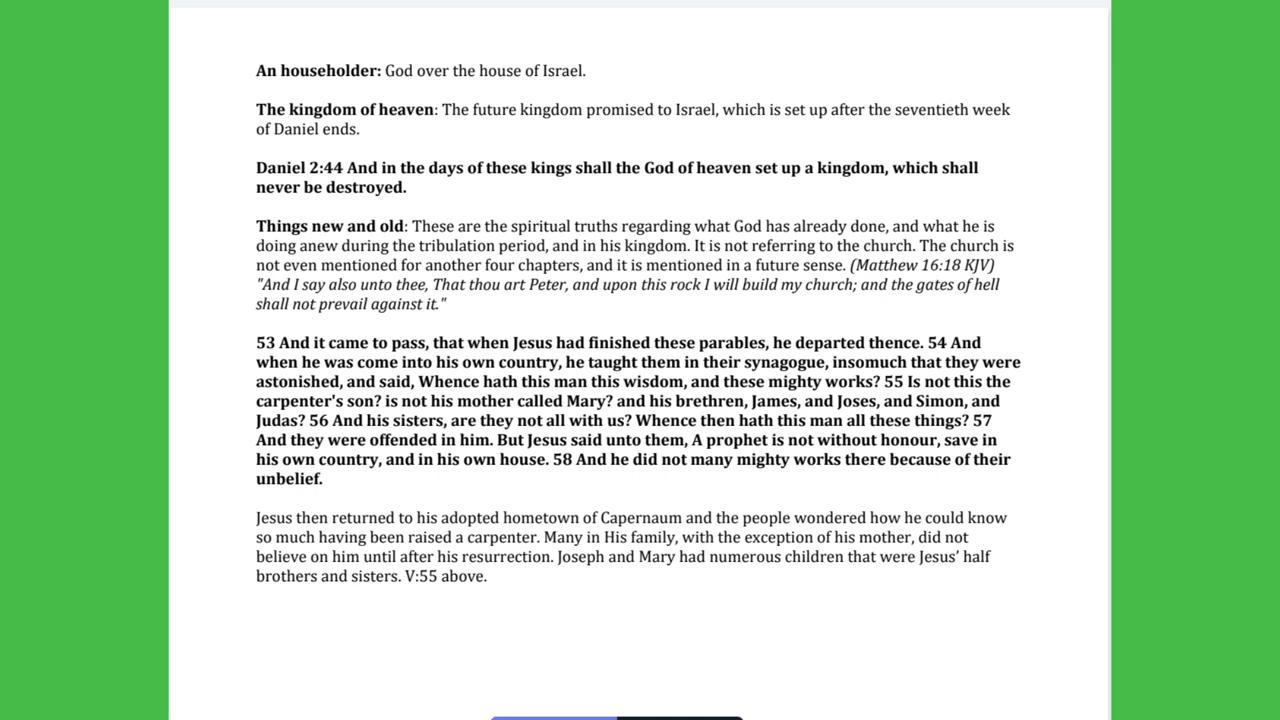 An householder: God over the house of Israel.
The kingdom of heaven: The future kingdom promised to Israel, which is set up after the seventieth week
of Daniel ends.
Daniel 2:44 And in the days of these kings shall the God of heaven set up a kingdom, which shall
never be destroyed.
Things new and old: These are the spiritual truths regarding what God has already done, and what he is
doing anew during the tribulation period, and in his kingdom. It is not referring to the church. The church is
not even mentioned for another four chapters, and it is mentioned in a future sense. (Matthew 16:18 KJV)
"And I say also unto thee, That thou art Peter, and upon this rock I will build my church; and the gates of hell
shall not prevail against it."
53 And it came to pass, that when Jesus had finished these parables, he departed thence. 54 And
when he was come into his own country, he taught them in their synagogue, insomuch that they were
astonished, and said, Whence hath this man this wisdom, and these mighty works? 55 Is not this the
carpenter's son? is not his mother called Mary? and his brethren, James, and Joses, and Simon, and
Judas? 56 And his sisters, are they not all with us? Whence then hath this man all these things? 57
And they were offended in him. But Jesus said unto them, A prophet is not without honour, save in
his own country, and in his own house. 58 And he did not many mighty works there because of their
unbelief.
Jesus then returned to his adopted hometown of Capernaum and the people wondered how he could know
so much having been raised a carpenter. Many in His family, with the exception of his mother, did not
believe on him until after his resurrection. Joseph and Mary had numerous children that were Jesus’ half
brothers and sisters. V:55 above.